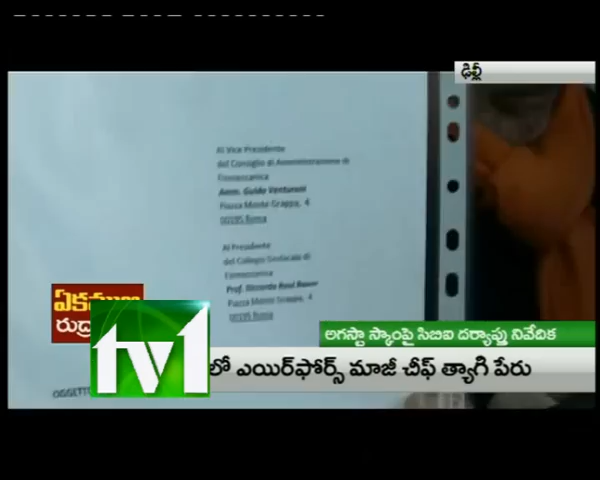 ఢిల్లీ
Al Vice Presidente
del Consiglio di Amministrazione di
Finmeccanica
Amm. Guido Venturoni
Piazza Monte Grappa, 4
00195 Roma
Al Presidente
del Collegio Sindacale di
Finmeccanica
Prof. Riccardo Raul Bauer
Piazza Monte Grappa, 4
00195 Roma
ఏకముఖి
రుద్ర
tv1
అగస్టా స్కాంపై సిబిఐ దర్యాప్తు నివేదిక
లో ఎయిర్‌ఫోర్స్ మాజీ చీఫ్ త్యాగి పేరు
OGGETTO